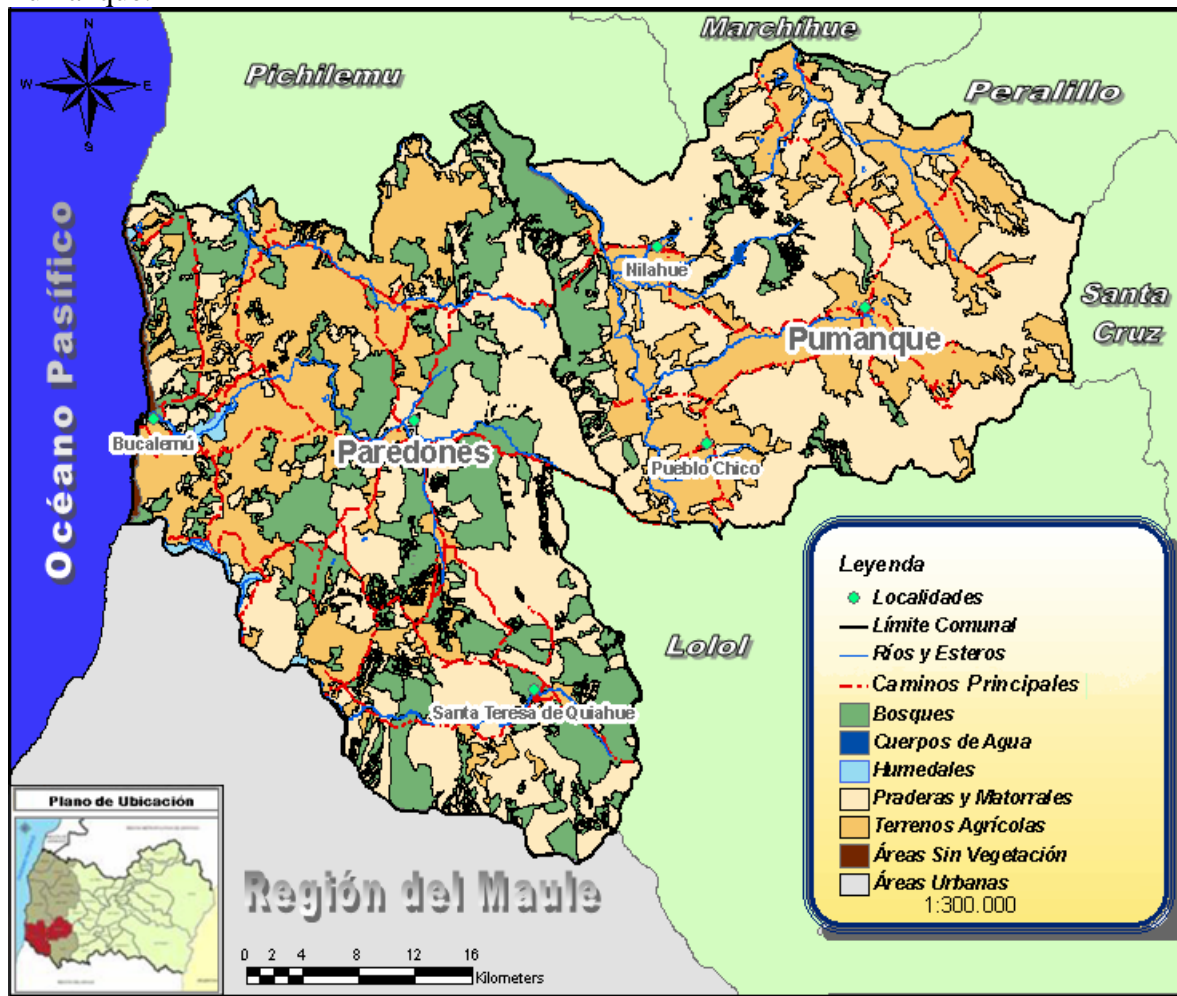 N
W
E
S
Marchíhue
Pichilemu
Peralillo
Océano Pasífico
Nilahue
Santa
Cruz
Pumanque
Bucalemú
Paredones
Pueblo Chico
Lolol
Santa Teresa de Quiahue
Leyenda
Localidades
Límite Comunal
Ríos y Esteros
Caminos Principales
Bosques
Cuerpos de Agua
Humedales
Praderas y Matorrales
Terrenos Agrícolas
Áreas Sin Vegetación
Áreas Urbanas
1:300.000
Plano de Ubicación
Región del Maule
0 2 4 8 12 16
Kilometers